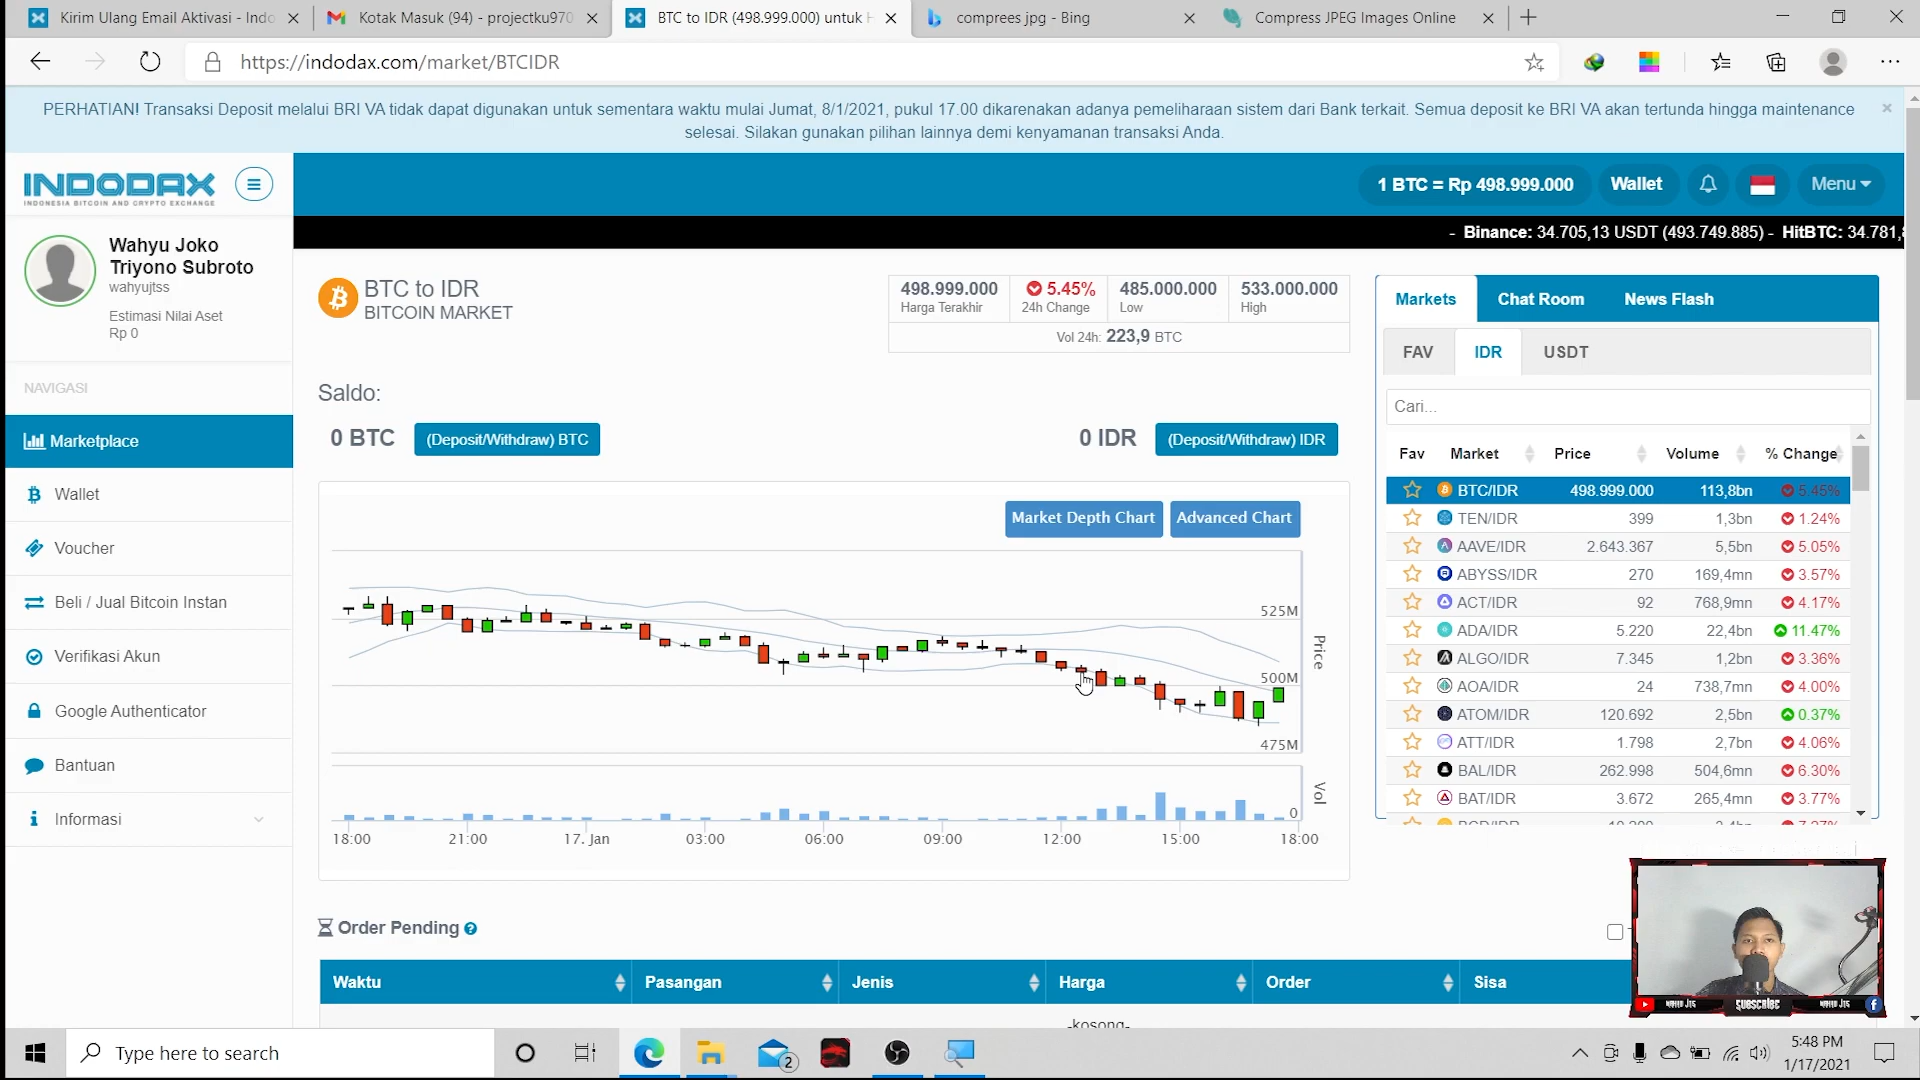 Kirim Ulang Email Aktivasi - Indo
Kotak Masuk (94) - projectku970
BTC to IDR (498.999.000) untuk H
comprees jpg - Bing
Compress JPEG Images Online
https://indodax.com/market/BTCIDR
PERHATIAN! Transaksi Deposit melalui BRI VA tidak dapat digunakan untuk sementara waktu mulai Jumat, 8/1/2021, pukul 17.00 dikarenakan adanya pemeliharaan sistem dari Bank terkait. Semua deposit ke BRI VA akan tertunda hingga maintenance
selesai. Silakan gunakan pilihan lainnya demi kenyamanan transaksi Anda.
INDODAX
INDONESIA BITCOIN AND CRYPTO EXCHANGE
1 BTC = Rp 498.999.000
Wallet
Menu
- Binance: 34.705,13 USDT (493.749.885) - HitBTC: 34.781,8
Wahyu Joko
Triyono Subroto
wahyujtss
Estimasi Nilai Aset
Rp 0
NAVIGASI
Marketplace
Wallet
Voucher
Beli / Jual Bitcoin Instan
Verifikasi Akun
Google Authenticator
Bantuan
Informasi
BTC to IDR
BITCOIN MARKET
498.999.000 5.45% 485.000.000 533.000.000
Harga Terakhir 24h Change Low High
Vol 24h: 223,9 BTC
Saldo:
0 BTC (Deposit/Withdraw) BTC
0 IDR (Deposit/Withdraw) IDR
Market Depth Chart Advanced Chart
525M
500M
475M
Price
Vol
0
18:00 21:00 17. Jan 03:00 06:00 09:00 12:00 15:00 18:00
Order Pending
Waktu Pasangan Jenis Harga Order Sisa
-kosong-
Markets Chat Room News Flash
FAV IDR USDT
Cari...
Fav Market Price Volume % Change
BTC/IDR 498.999.000 113,8bn 5.45%
TEN/IDR 399 1,3bn 1.24%
AAVE/IDR 2.643.367 5,5bn 5.05%
ABYSS/IDR 270 169,4mn 3.57%
ACT/IDR 92 768,9mn 4.17%
ADA/IDR 5.220 22,4bn 11.47%
ALGO/IDR 7.345 1,2bn 3.36%
AOA/IDR 24 738,7mn 4.00%
ATOM/IDR 120.692 2,5bn 0.37%
ATT/IDR 1.798 2,7bn 4.06%
BAL/IDR 262.998 504,6mn 6.30%
BAT/IDR 3.672 265,4mn 3.77%
SUBSCRIBE
Type here to search
2
5:48 PM
1/17/2021